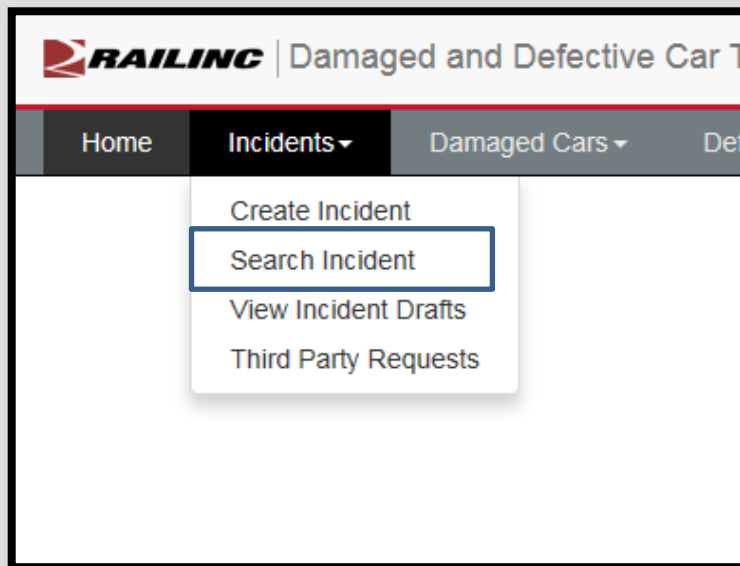 RAILINC Damaged and Defective Car
Home Incidents Damaged Cars
Create Incident
Search Incident
View Incident Drafts
Third Party Requests